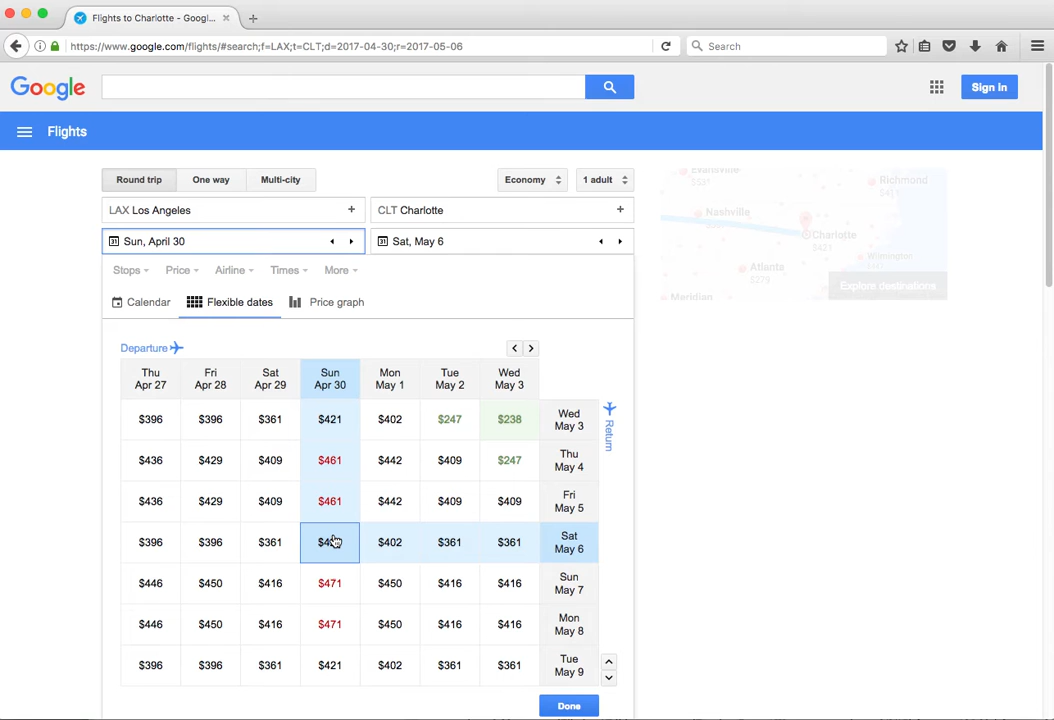 Flights to Charlotte - Googl...
https://www.google.com/flights/#search;f=LAX;t=CLT;d=2017-04-30;r=2017-05-06
Search
Google
Sign in
Flights
Round trip One way Multi-city Economy 1 adult
LAX Los Angeles + CLT Charlotte +
Sun, April 30 Sat, May 6
Stops Price Airline Times More
Calendar Flexible dates Price graph
Evansville
Richmond
Nashville
Charlotte
$421
Wilmington
Atlanta
$279
Meridian
Explore destinations
Departure
Thu Fri Sat Sun Mon Tue Wed
Apr 27 Apr 28 Apr 29 Apr 30 May 1 May 2 May 3
$396 $396 $361 $421 $402 $247 $238 Wed May 3
Return
$436 $429 $409 $461 $442 $409 $247 Thu May 4
$436 $429 $409 $461 $442 $409 $409 Fri May 5
$396 $396 $361 $402 $361 $361 Sat May 6
$446 $450 $416 $471 $450 $416 $416 Sun May 7
$446 $450 $416 $471 $450 $416 $416 Mon May 8
$396 $396 $361 $421 $402 $361 $361 Tue May 9
Done